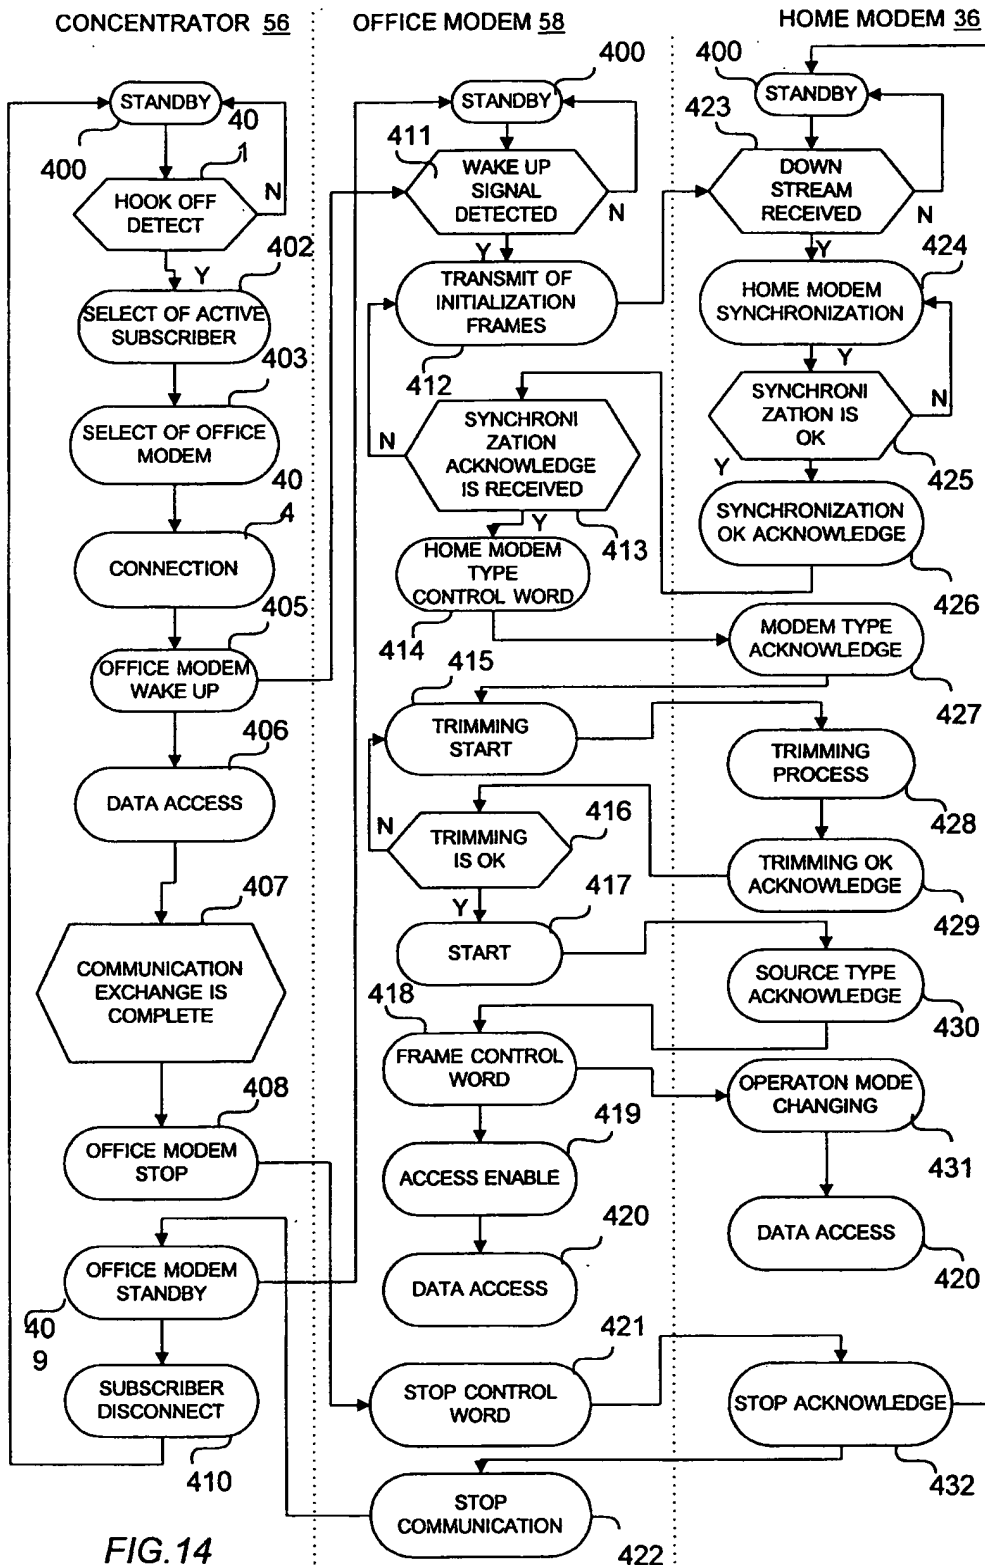 CONCENTRATOR 56
STANDBY
400
40
1
HOOK OFF
DETECT
N
Y
402
SELECT OF ACTIVE
SUBSCRIBER
403
SELECT OF OFFICE
MODEM
40
4
CONNECTION
405
OFFICE MODEM
WAKE UP
406
DATA ACCESS
407
COMMUNICATION
EXCHANGE IS
COMPLETE
408
OFFICE MODEM
STOP
OFFICE MODEM
STANDBY
40
9
SUBSCRIBER
DISCONNECT
410
OFFICE MODEM 58
400
STANDBY
411
WAKE UP
SIGNAL
DETECTED
N
Y
TRANSMIT OF
INITIALIZATION
FRAMES
412
SYNCHRONI
ZATION
ACKNOWLEDGE
IS RECEIVED
N
Y
413
HOME MODEM
TYPE
CONTROL WORD
414
415
TRIMMING
START
TRIMMING
IS OK
N
416
Y
417
START
418
FRAME CONTROL
WORD
419
ACCESS ENABLE
420
DATA ACCESS
421
STOP CONTROL
WORD
STOP
COMMUNICATION
422
HOME MODEM 36
400
STANDBY
423
DOWN
STREAM
RECEIVED
N
Y
424
HOME MODEM
SYNCHRONIZATION
Y
SYNCHRONI
ZATION IS
OK
N
425
Y
SYNCHRONIZATION
OK ACKNOWLEDGE
426
MODEM TYPE
ACKNOWLEDGE
427
TRIMMING
PROCESS
428
TRIMMING OK
ACKNOWLEDGE
429
SOURCE TYPE
ACKNOWLEDGE
430
OPERATON MODE
CHANGING
431
DATA ACCESS
420
STOP ACKNOWLEDGE
432
FIG.14